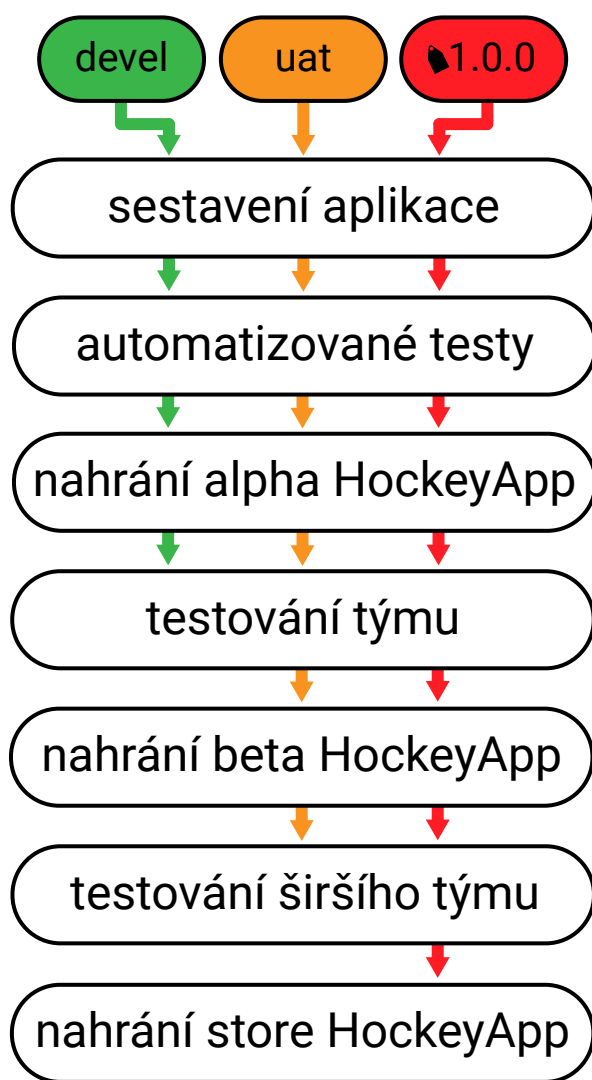 devel
uat
1.0.0
sestavení aplikace
automatizované testy
nahrání alpha HockeyApp
testování týmu
nahrání beta HockeyApp
testování širšího týmu
nahrání store HockeyApp